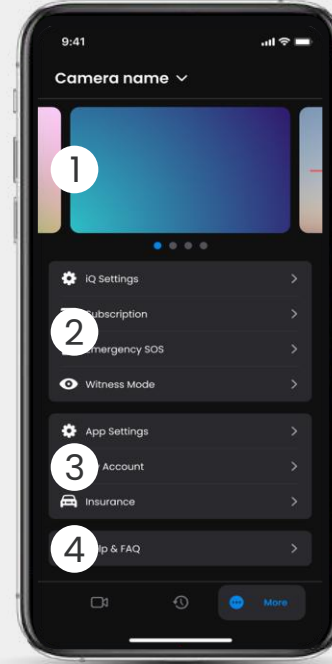 9:41
Camera name
1
iQ Settings
Subscription
2
Emergency SOS
Witness Mode
App Settings
3 Account
Insurance
4 & FAQ
More